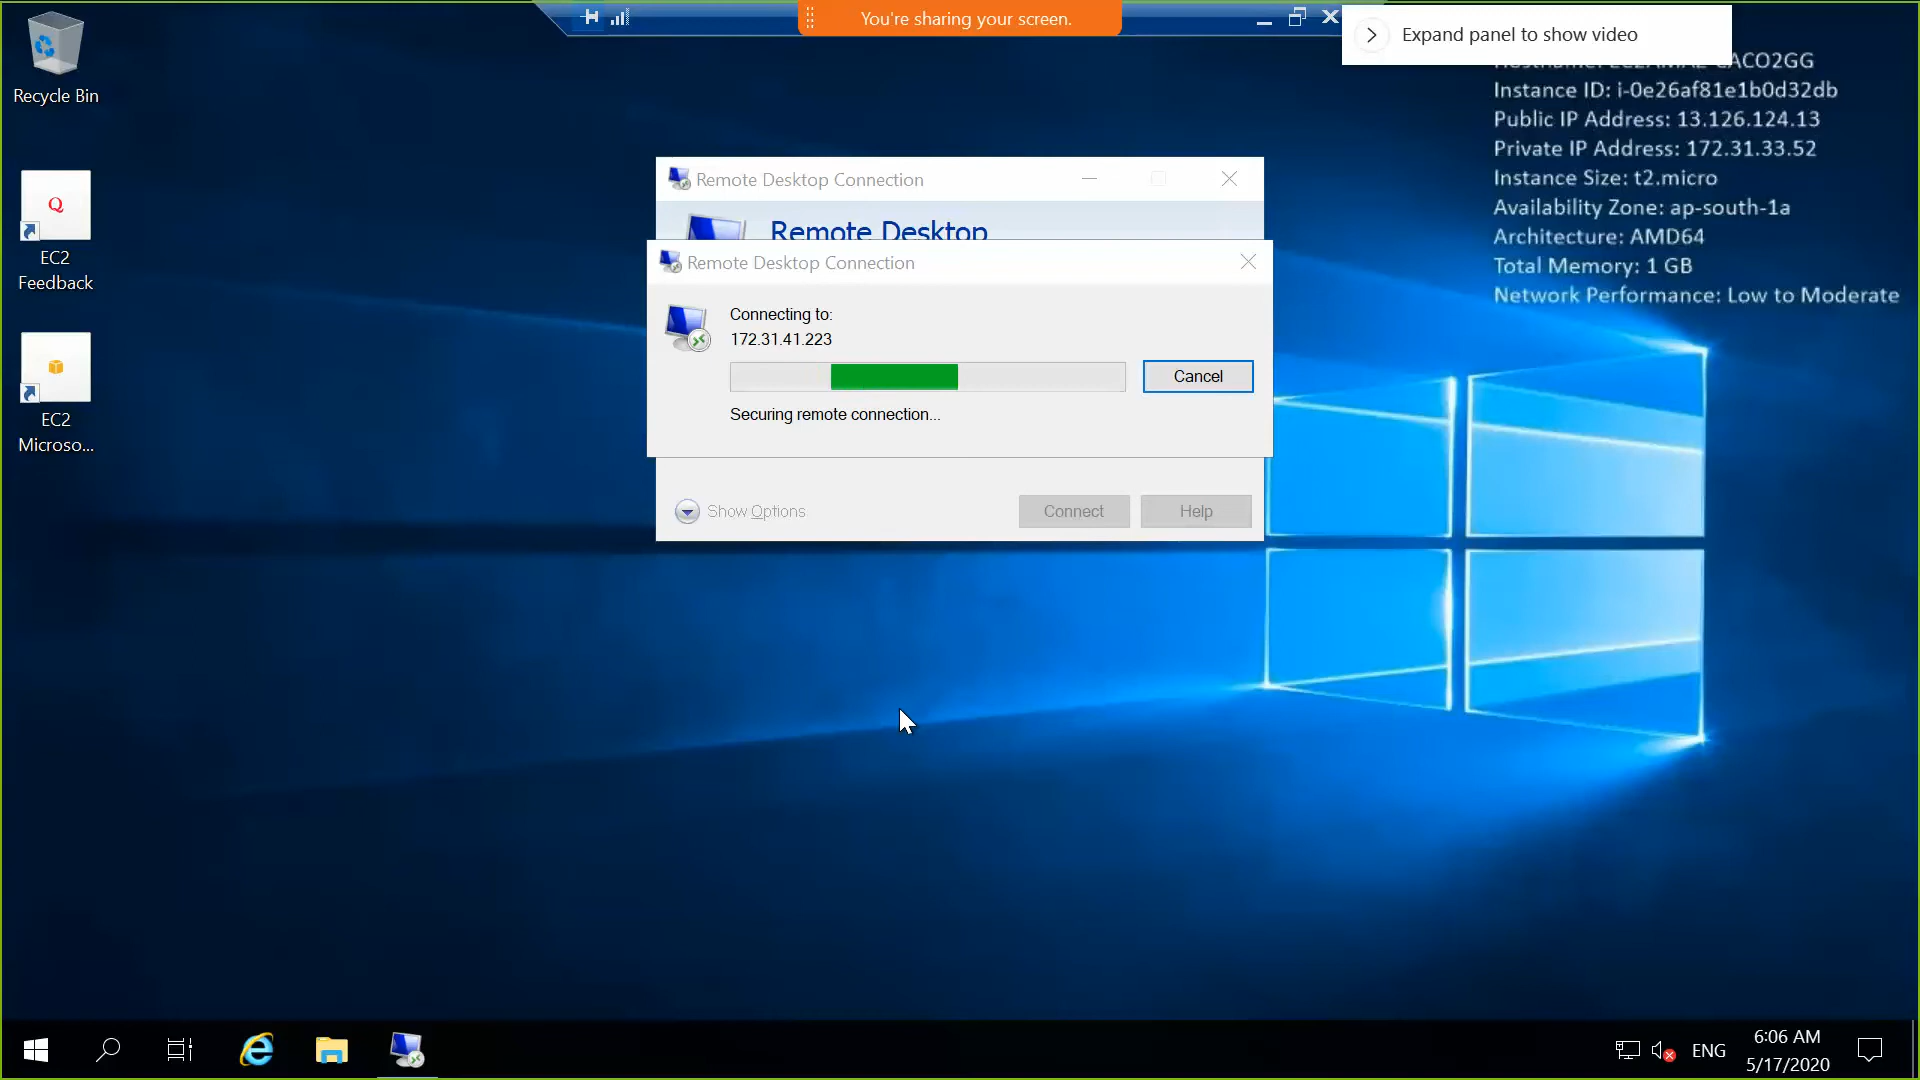 You're sharing your screen.
Expand panel to show video
Recycle Bin
ACO2GG
Instance ID: i-0e26af81e1b0d32db
Public IP Address: 13.126.124.13
Private IP Address: 172.31.33.52
Instance Size: t2.micro
Availability Zone: ap-south-1a
Architecture: AMD64
Total Memory: 1 GB
Network Performance: Low to Moderate
Q
EC2
Feedback
EC2
Microso...
Remote Desktop Connection
Remote Desktop
Remote Desktop Connection
Connecting to:
172.31.41.223
Cancel
Securing remote connection...
Show Options
Connect
Help
ENG
6:06 AM
5/17/2020